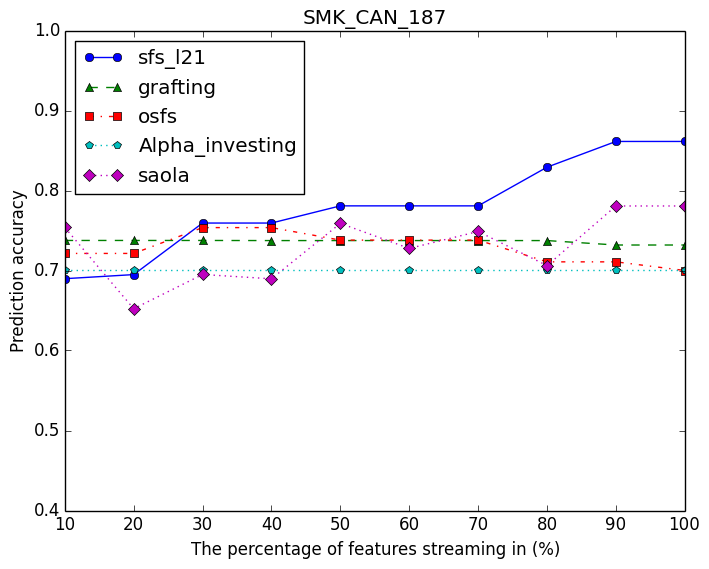 SMK_CAN_187
1.0
0.9
0.8
0.7
0.6
0.5
0.4
Prediction accuracy
sfs_l21
grafting
osfs
Alpha_investing
saola
10 20 30 40 50 60 70 80 90 100
The percentage of features streaming in (%)